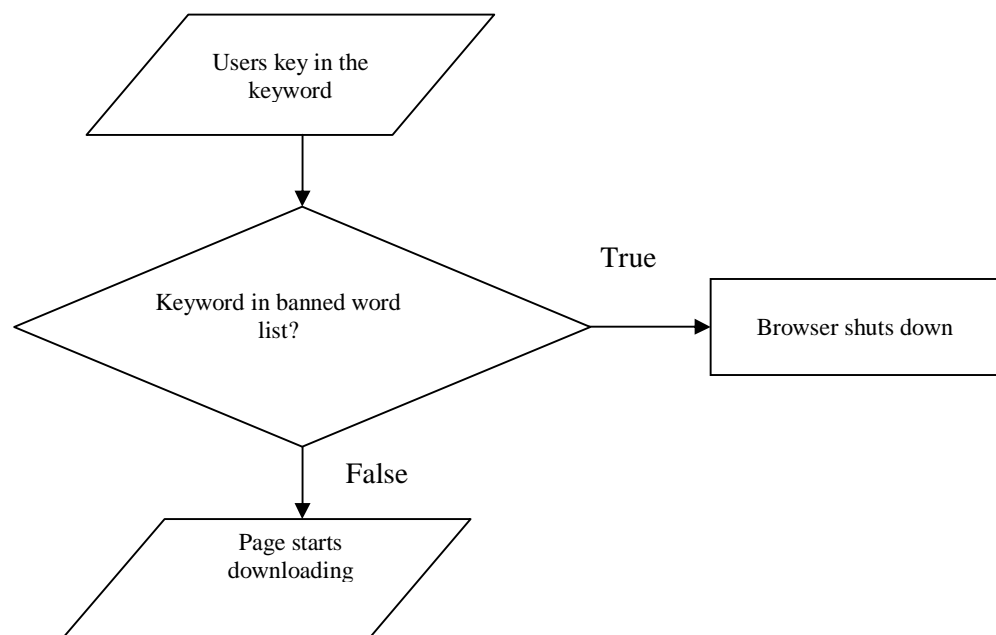 Users key in the
keyword
True
Keyword in banned word
list?
Browser shuts down
False
Page starts
downloading